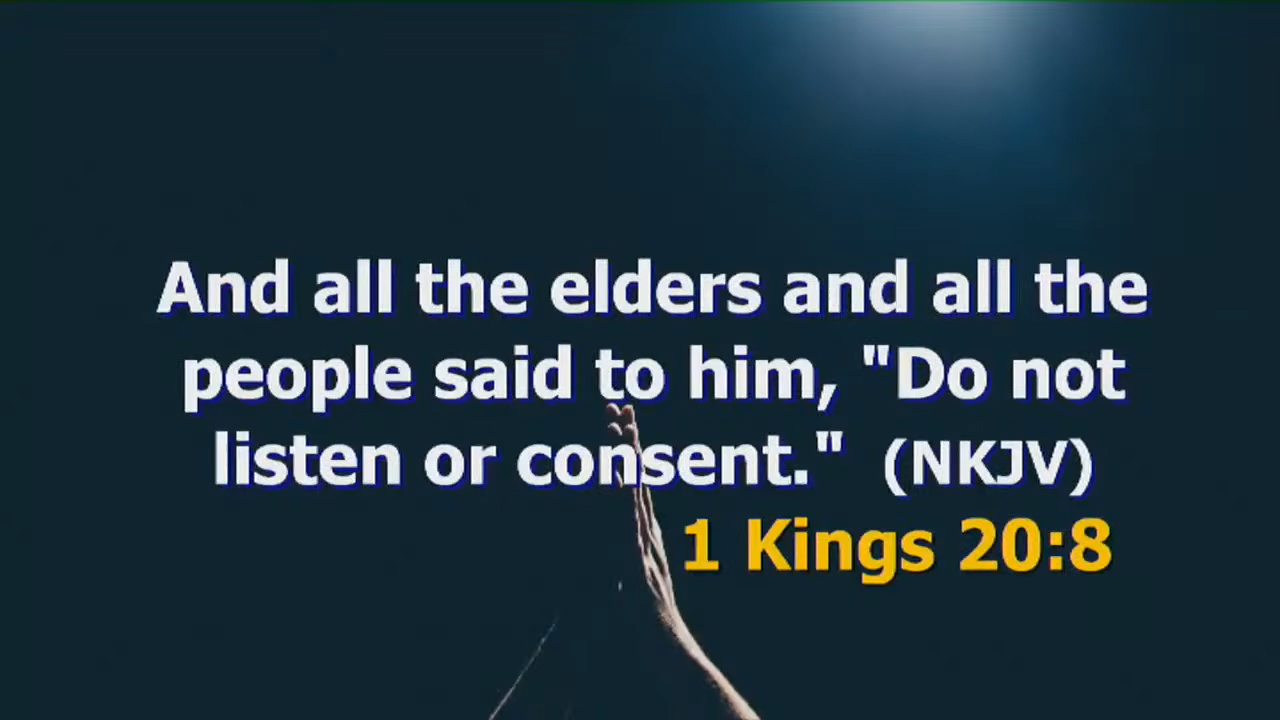 And all the elders and all the
people said to him, "Do not
listen or consent." (NKJV)
1 Kings 20:8